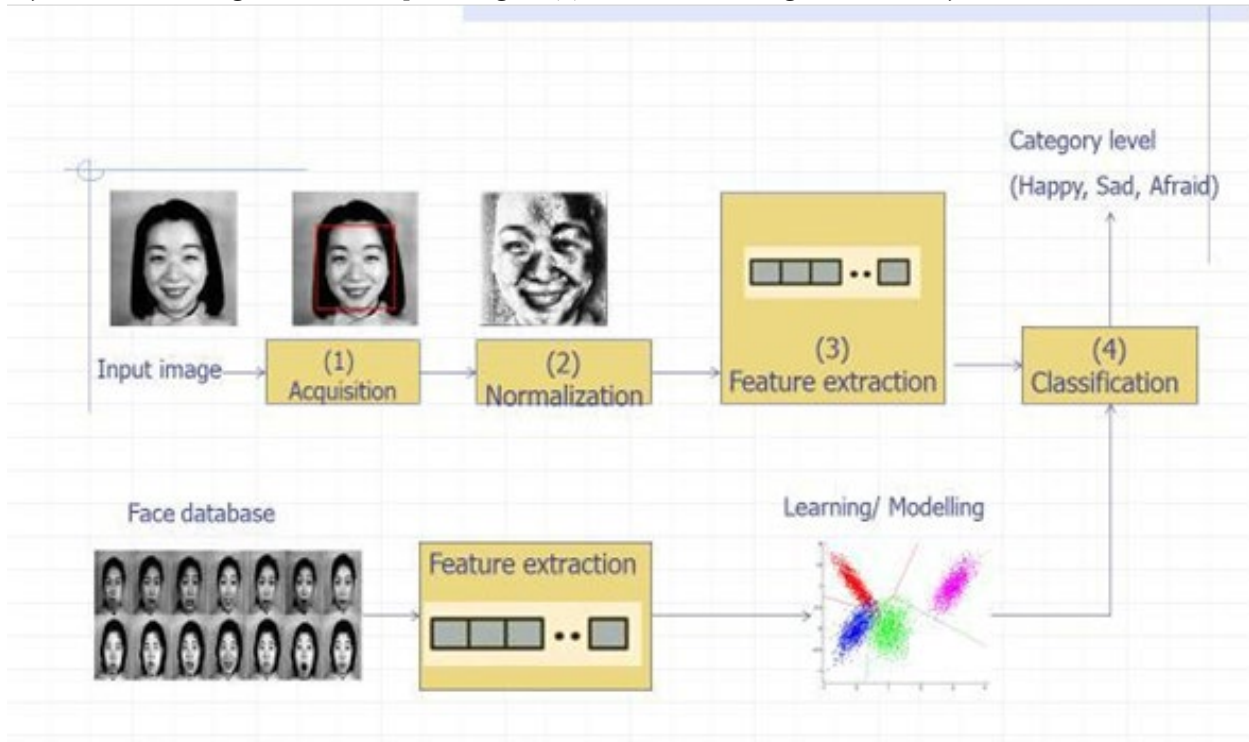 Category level
(Happy, Sad, Afraid)
Input image
(1)
Acquisition
(2)
Normalization
(3)
Feature extraction
(4)
Classification
Face database
Feature extraction
Learning/ Modelling